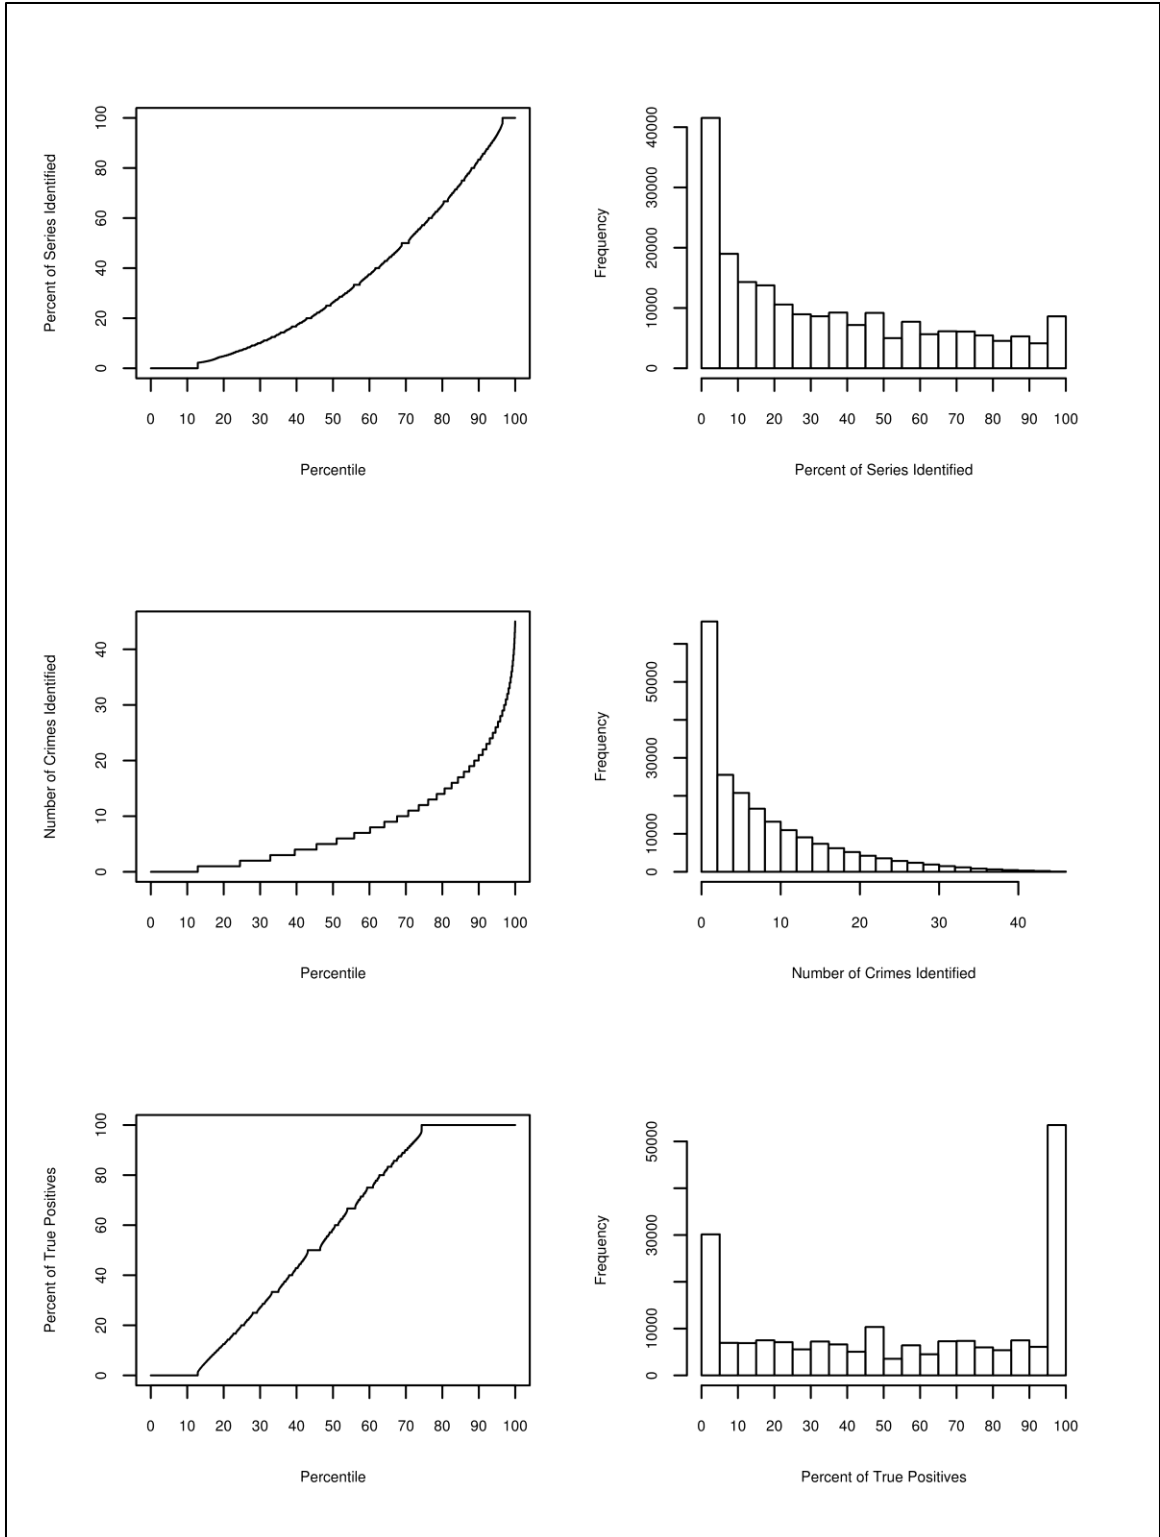 Percent of Series Identified
0 20 40 60 80 100
0 10 20 30 40 50 60 70 80 90 100
Percentile
Frequency
0 10000 20000 30000 40000
0 10 20 30 40 50 60 70 80 90 100
Percent of Series Identified
Number of Crimes Identified
0 10 20 30 40
0 10 20 30 40 50 60 70 80 90 100
Percentile
Frequency
0 10000 30000 50000
0 10 20 30 40
Number of Crimes Identified
Percent of True Positives
0 20 40 60 80 100
0 10 20 30 40 50 60 70 80 90 100
Percentile
Frequency
0 10000 30000 50000
0 10 20 30 40 50 60 70 80 90 100
Percent of True Positives